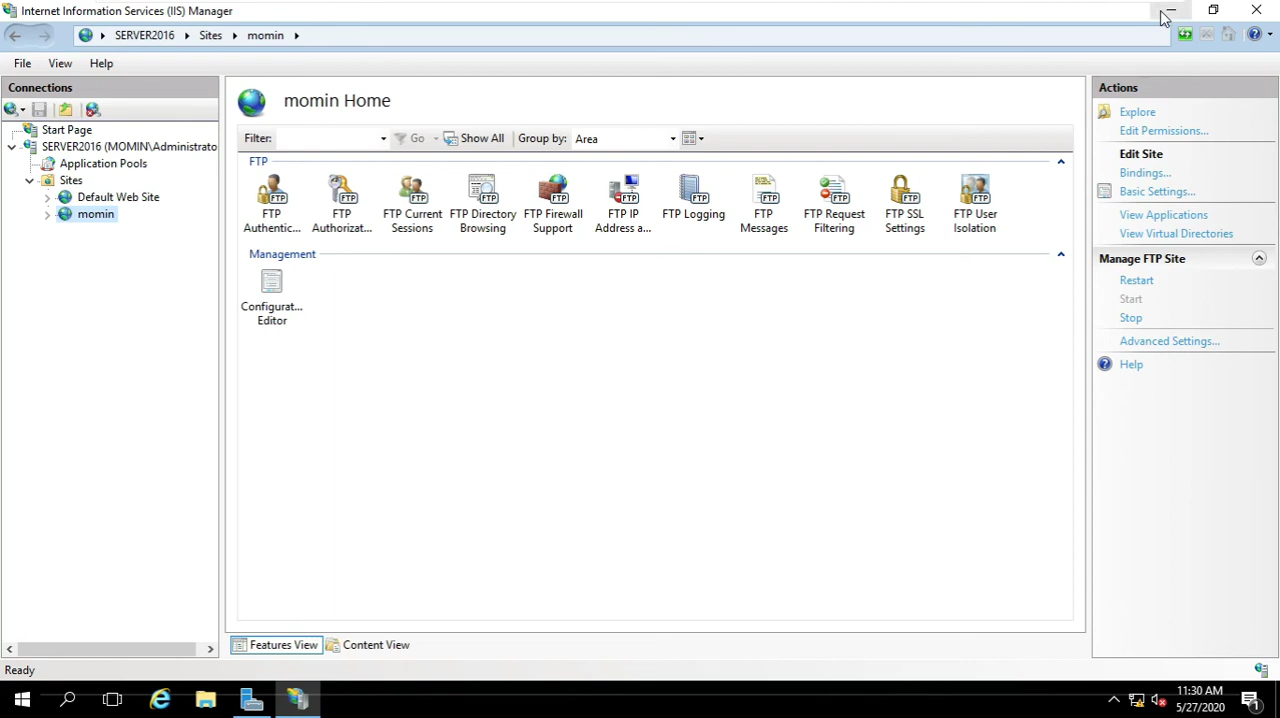 Internet Information Services (IIS) Manager
SERVER2016
Sites
momin
File
View
Help
Connections
Start Page
SERVER2016 (MOMIN\Administrato
Application Pools
Sites
Default Web Site
momin
momin Home
Filter:
Go
Show All
Group by:
Area
FTP
FTP Authentic...
FTP Authorizat...
FTP Current Sessions
FTP Directory Browsing
FTP Firewall Support
FTP IP Address a...
FTP Logging
FTP Messages
FTP Request Filtering
FTP SSL Settings
FTP User Isolation
Management
Configurat... Editor
Features View
Content View
Actions
Explore
Edit Permissions...
Edit Site
Bindings...
Basic Settings...
View Applications
View Virtual Directories
Manage FTP Site
Restart
Start
Stop
Advanced Settings...
Help
Ready
11:30 AM
5/27/2020
1